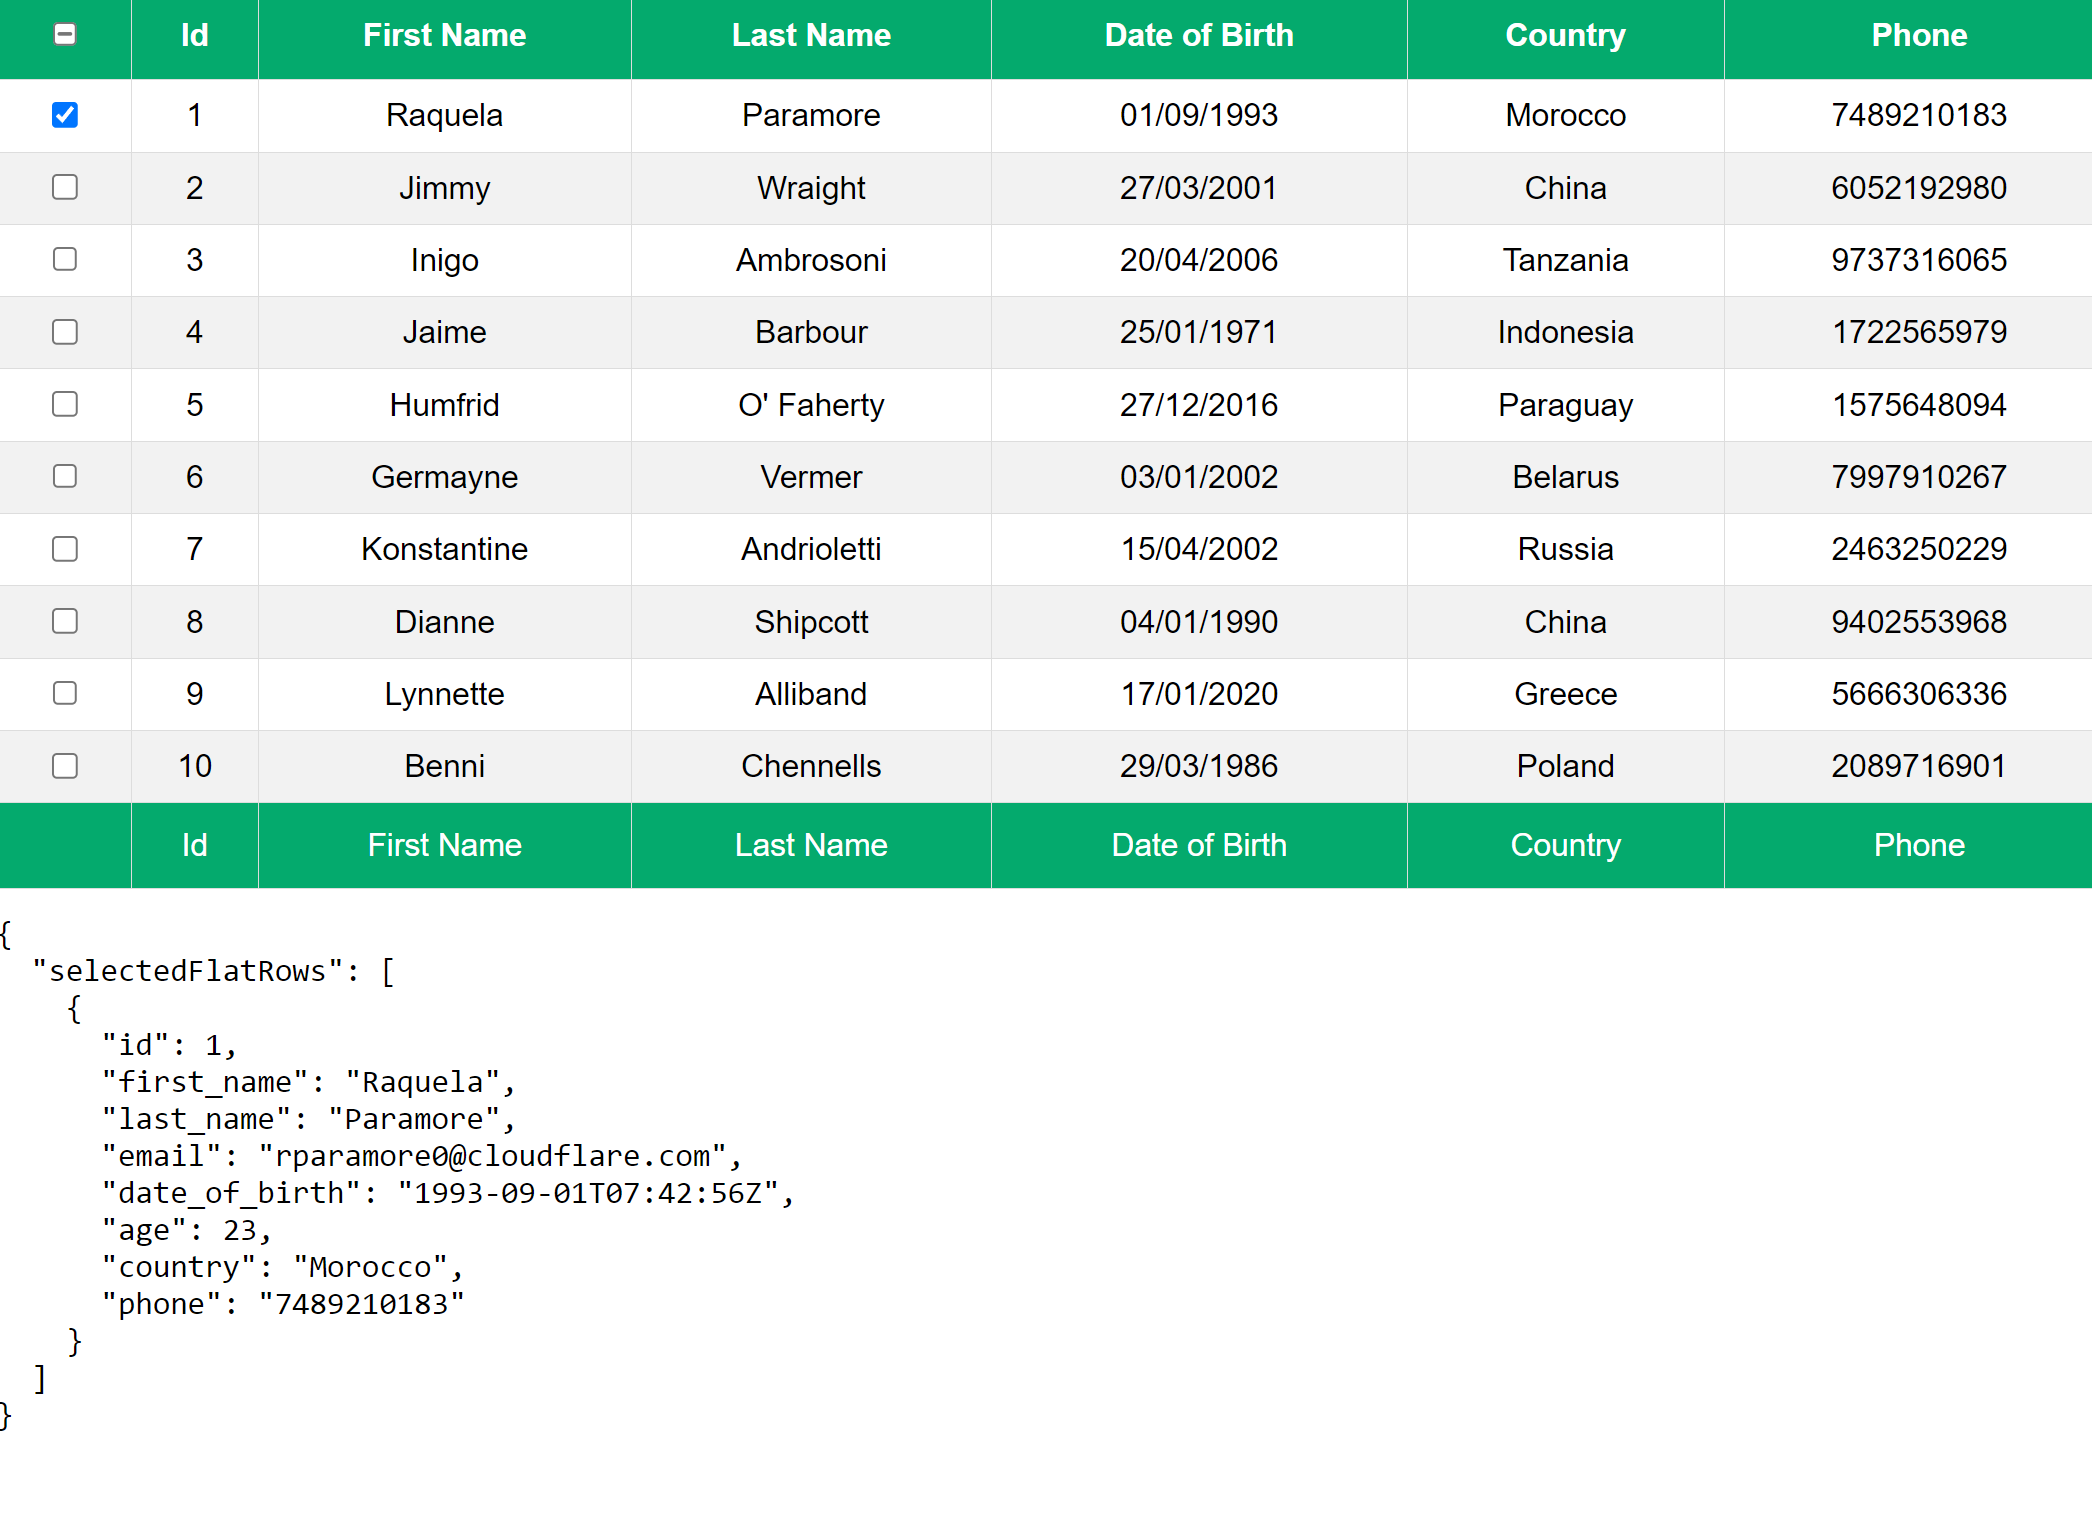 Id First Name Last Name Date of Birth Country Phone
1 Raquela Paramore 01/09/1993 Morocco 7489210183
2 Jimmy Wraight 27/03/2001 China 6052192980
3 Inigo Ambrosoni 20/04/2006 Tanzania 9737316065
4 Jaime Barbour 25/01/1971 Indonesia 1722565979
5 Humfrid O' Faherty 27/12/2016 Paraguay 1575648094
6 Germayne Vermer 03/01/2002 Belarus 7997910267
7 Konstantine Andrioletti 15/04/2002 Russia 2463250229
8 Dianne Shipcott 04/01/1990 China 9402553968
9 Lynnette Alliband 17/01/2020 Greece 5666306336
10 Benni Chennells 29/03/1986 Poland 2089716901
Id First Name Last Name Date of Birth Country Phone
{
  "selectedFlatRows": [
    {
      "id": 1,
      "first_name": "Raquela",
      "last_name": "Paramore",
      "email": "rparamore0@cloudflare.com",
      "date_of_birth": "1993-09-01T07:42:56Z",
      "age": 23,
      "country": "Morocco",
      "phone": "7489210183"
    }
  ]
}